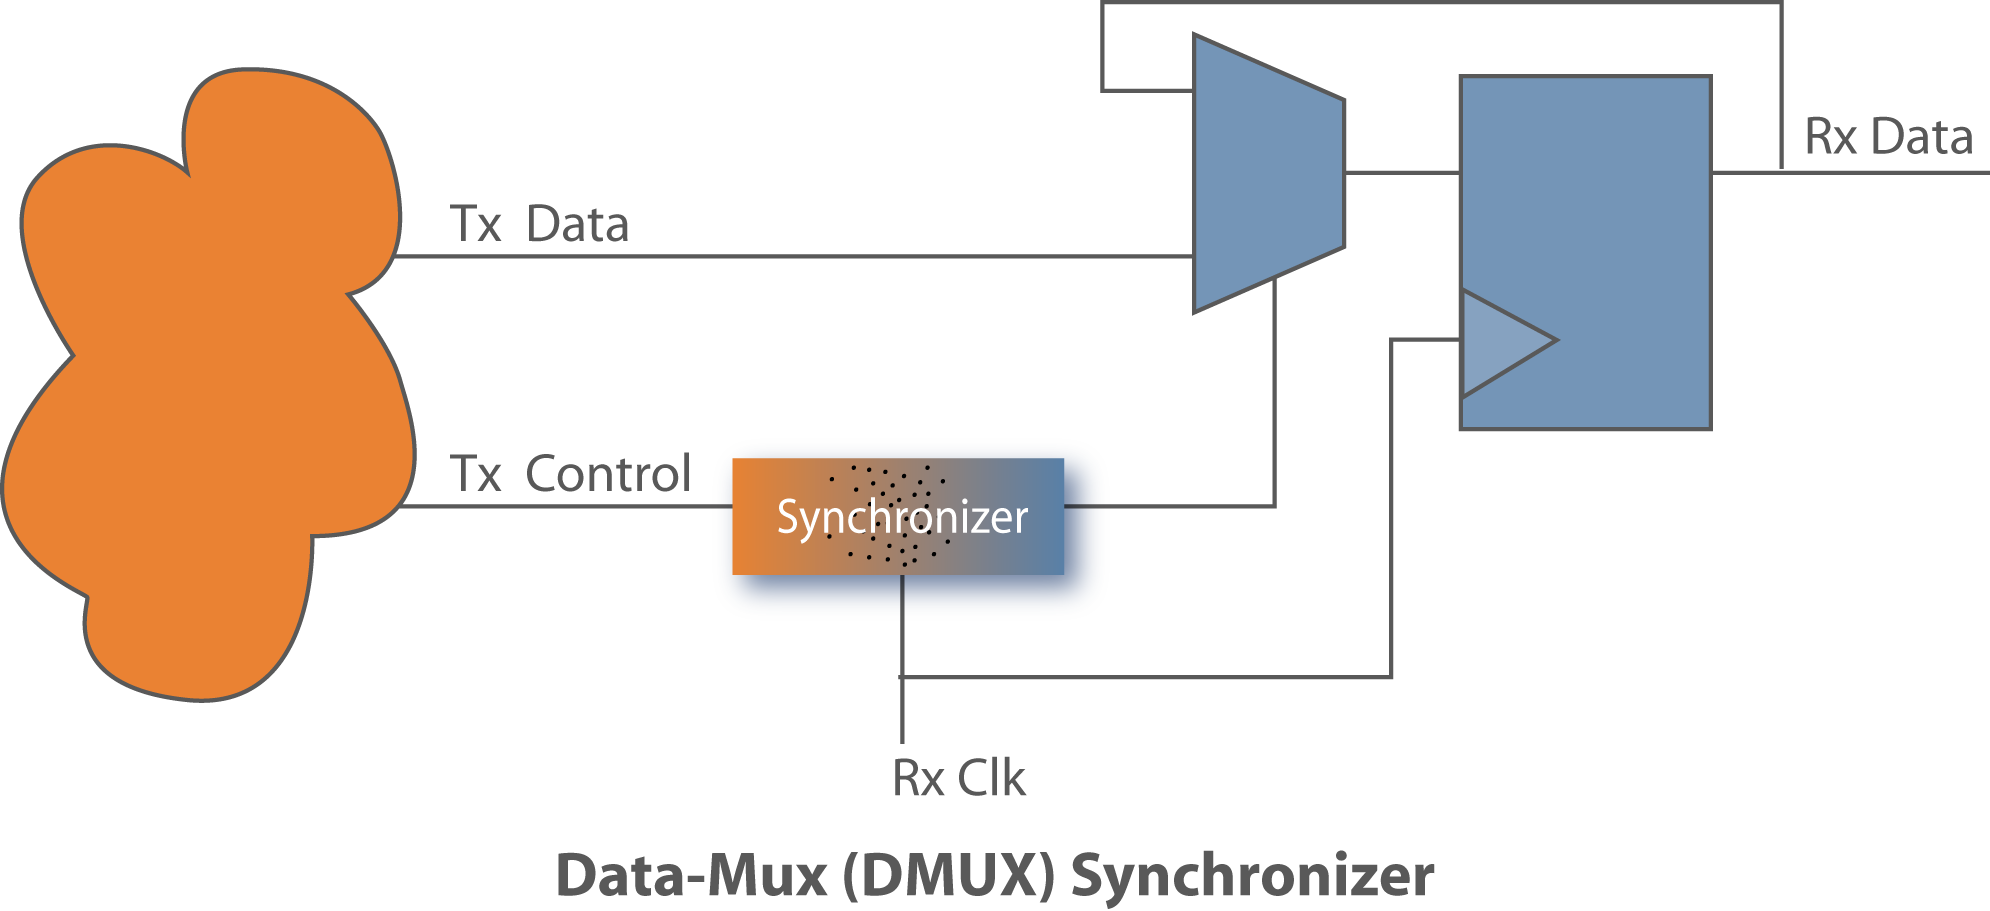 Rx Data
Tx Data
Tx Control
Synchronizer
Rx Clk
Data-Mux (DMUX) Synchronizer